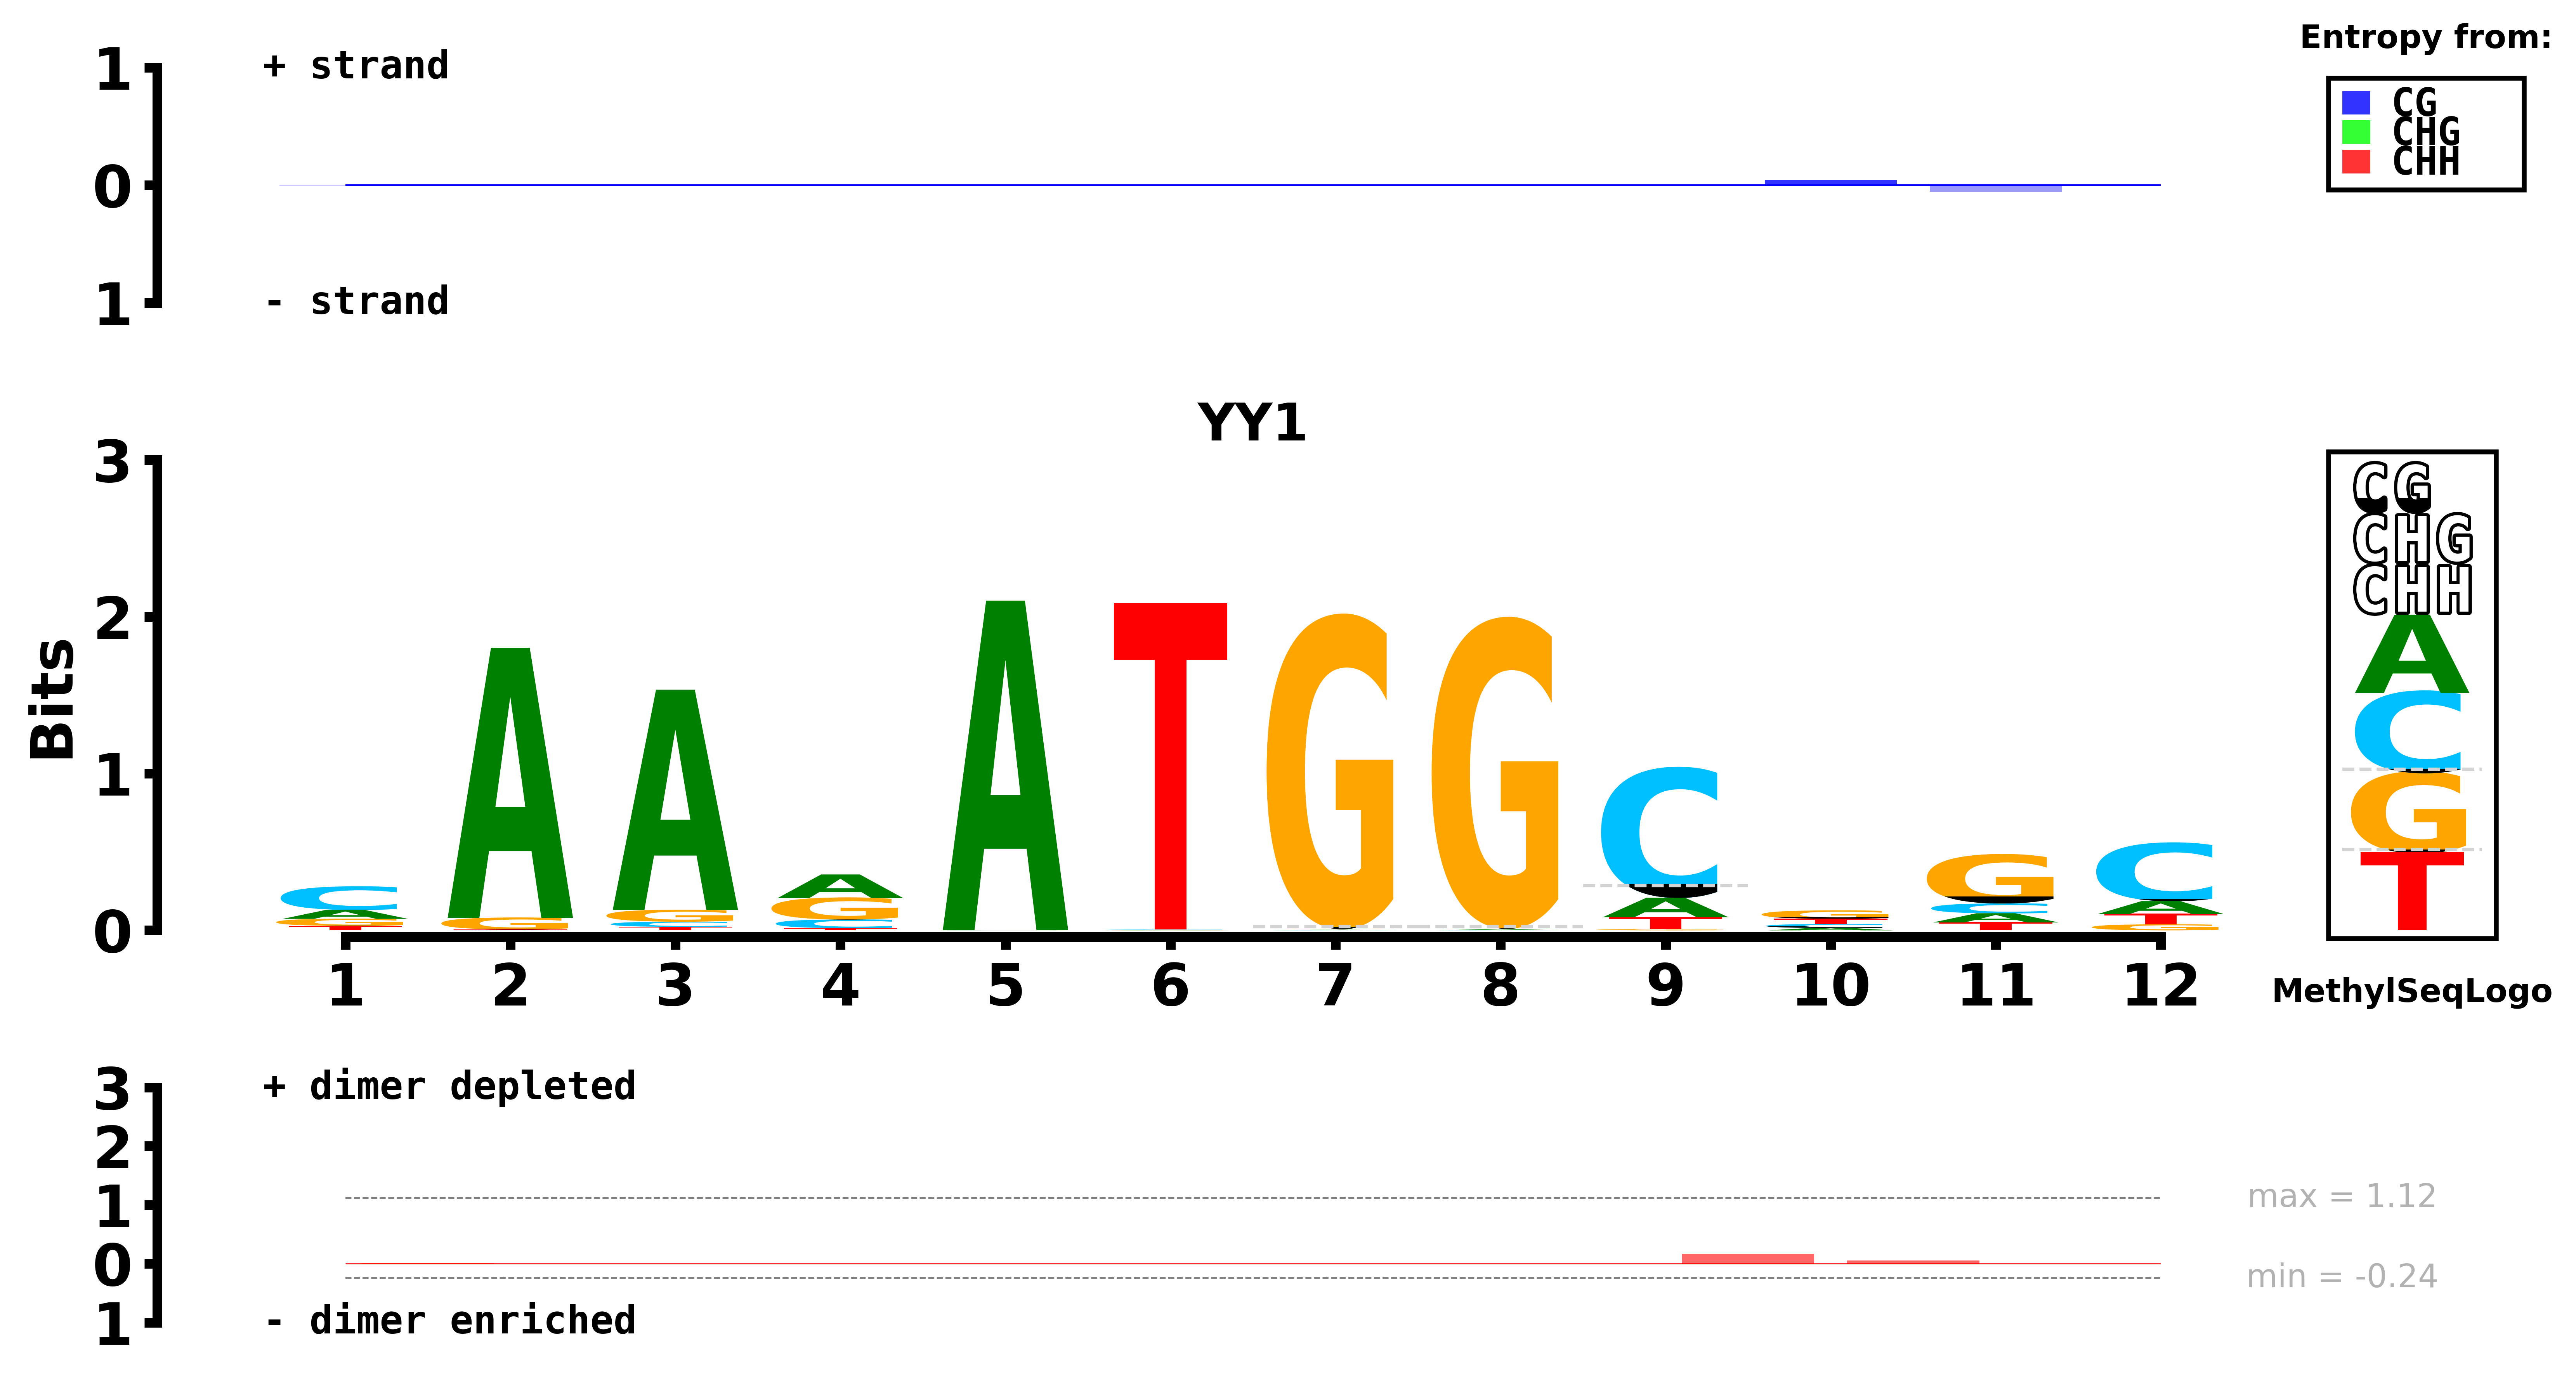 1
0
1
+ strand
- strand
Entropy from:
CG
CHG
CHH
YY1
Bits
3
2
1
0
C A G T
A G
A G C T
A G C T
A
T
G
G
C A T
G T C A
G C A T
C A T G
1 2 3 4 5 6 7 8 9 10 11 12
CG
CHG
CHH
A
C
G
T
MethylSeqLogo
3
2
1
0
1
+ dimer depleted
- dimer enriched
max = 1.12
min = -0.24